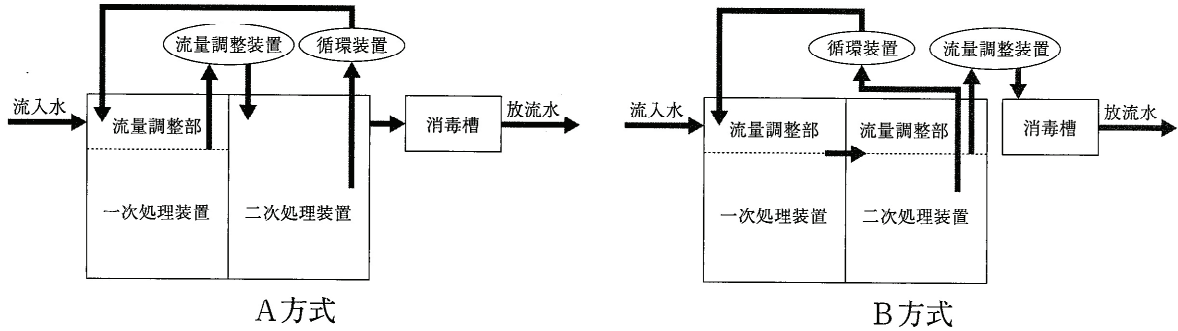 流量調整装置
循環装置
流入水
流量調整部
消毒槽
放流水
一次処理装置
二次処理装置
A方式
循環装置
流量調整装置
流入水
流量調整部
流量調整部
消毒槽
放流水
一次処理装置
二次処理装置
B方式